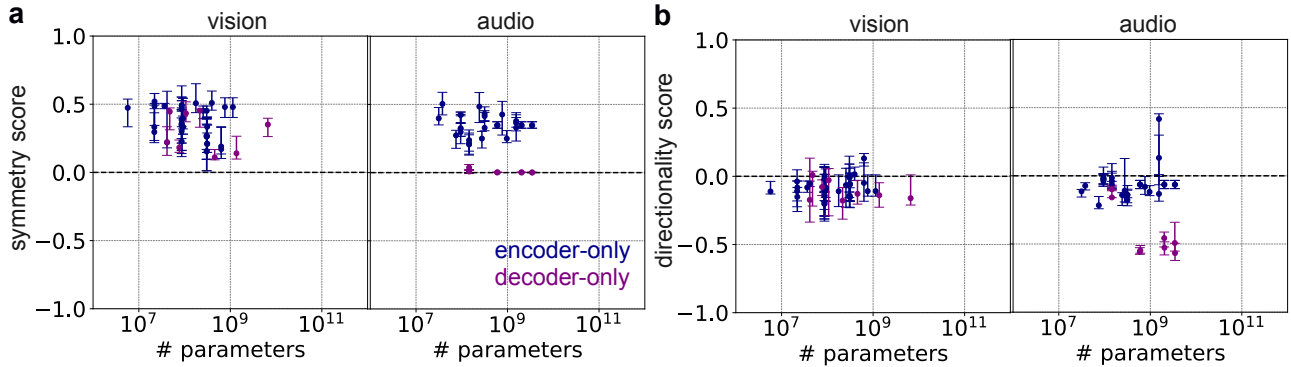 a
vision
audio
symmetry score
1.0
0.5
0.0
−0.5
−1.0
encoder-only
decoder-only
10^7
10^9
10^11
10^7
10^9
10^11
# parameters
# parameters
b
vision
audio
directionality score
1.0
0.5
0.0
−0.5
−1.0
10^7
10^9
10^11
10^7
10^9
10^11
# parameters
# parameters